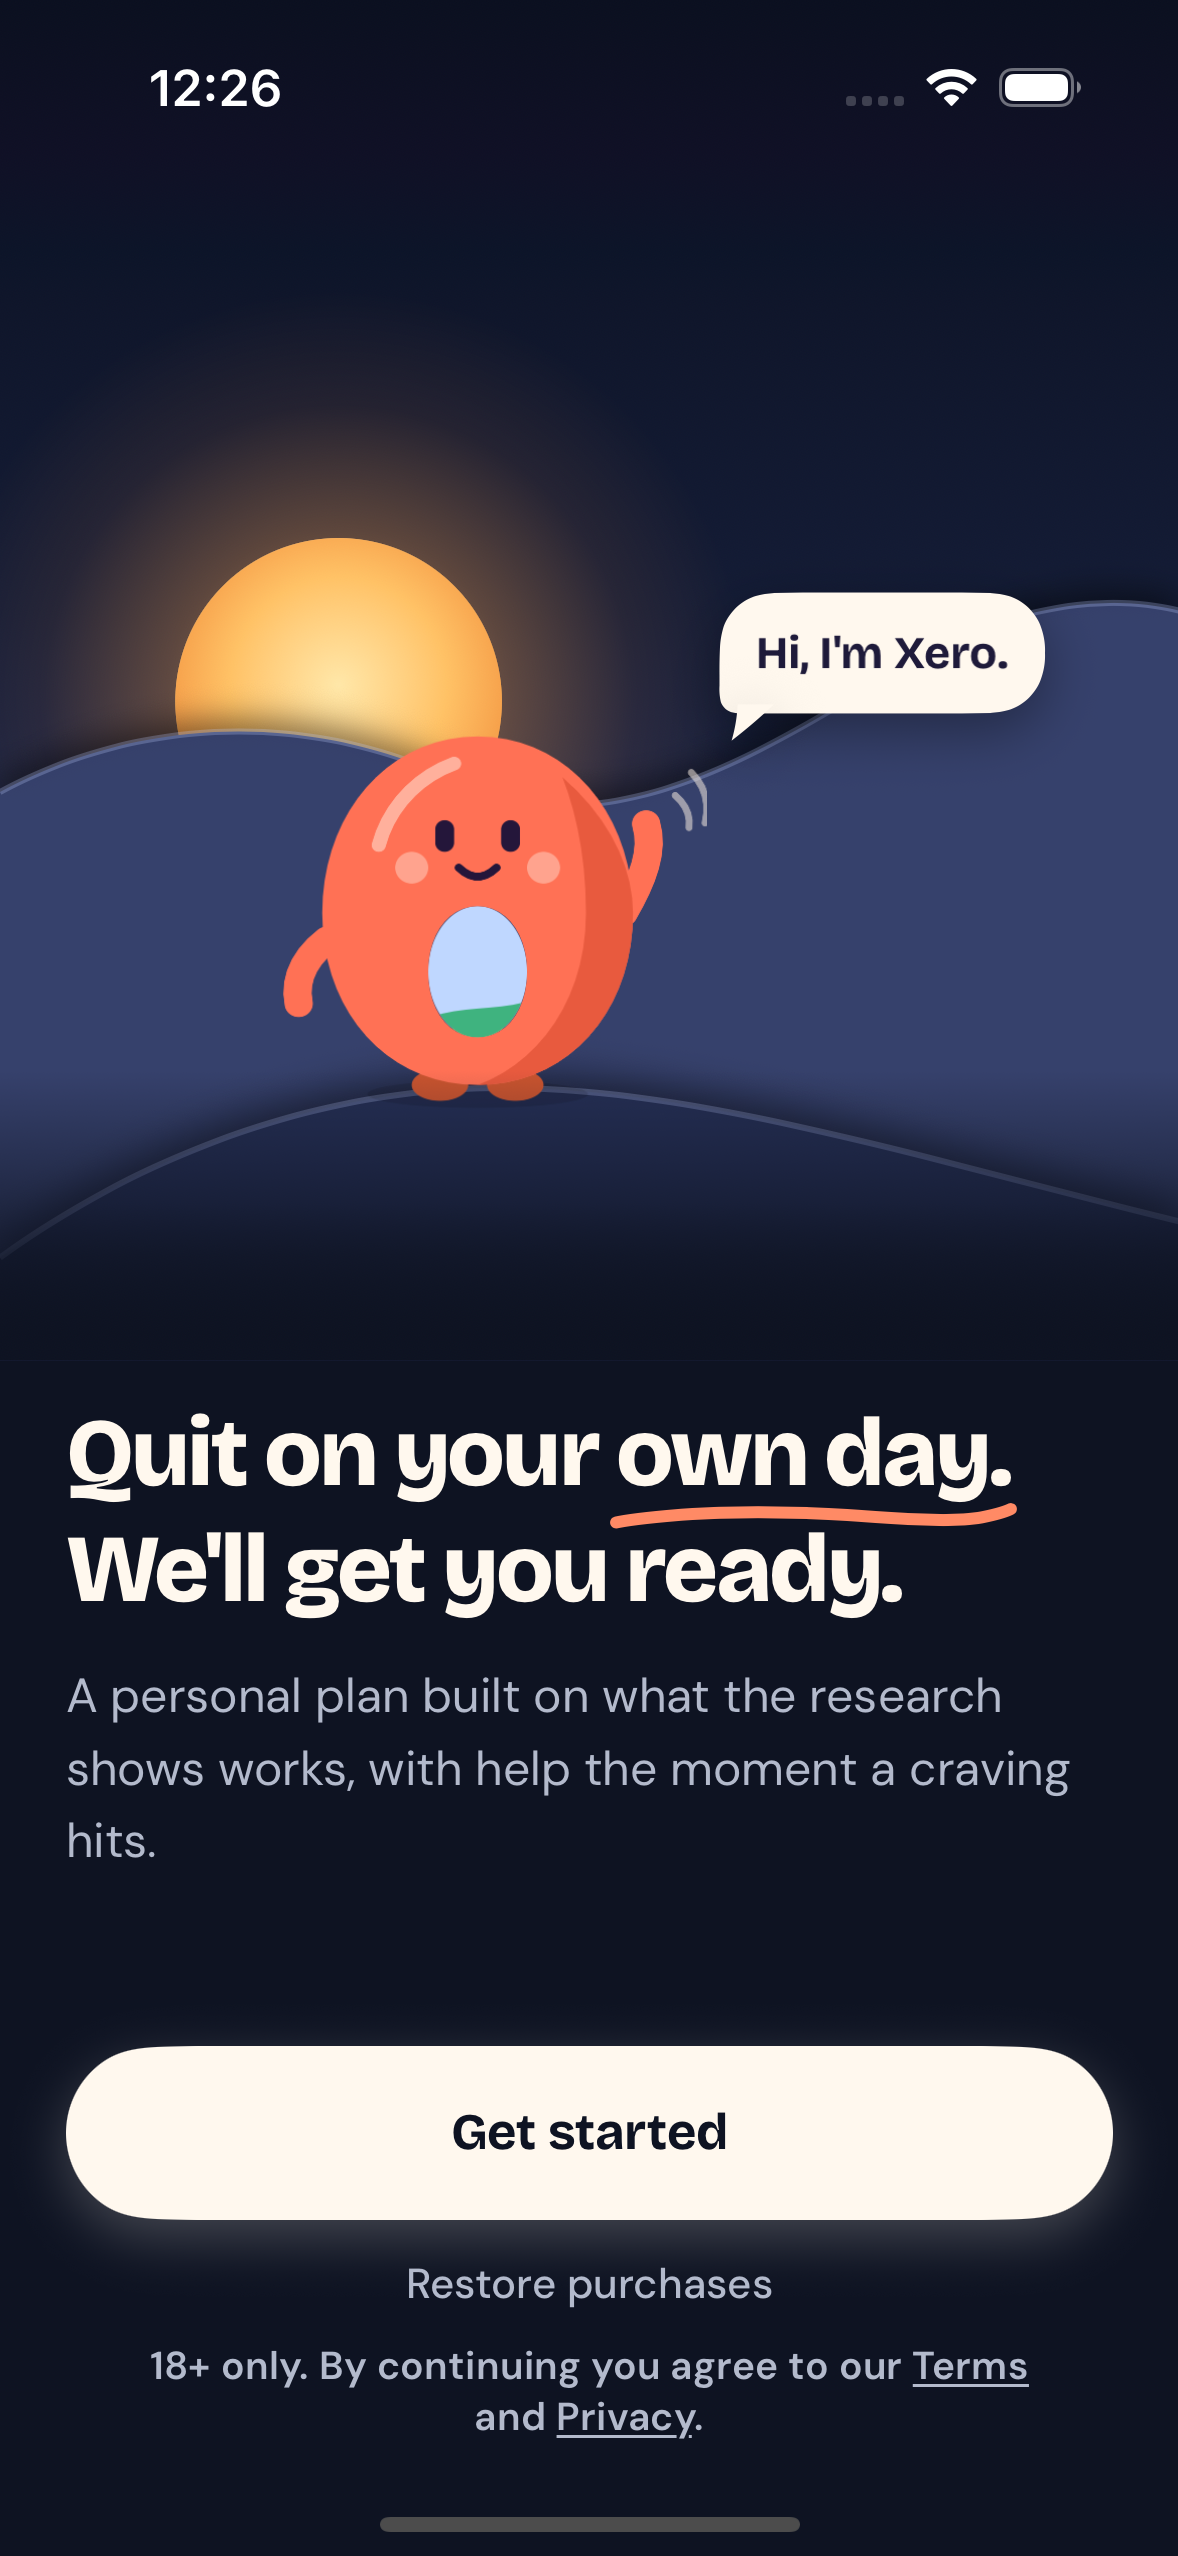 12:26
Hi, I'm Xero.
Quit on your own day.
We'll get you ready.
A personal plan built on what the research
shows works, with help the moment a craving
hits.
Get started
Restore purchases
18+ only. By continuing you agree to our Terms
and Privacy.